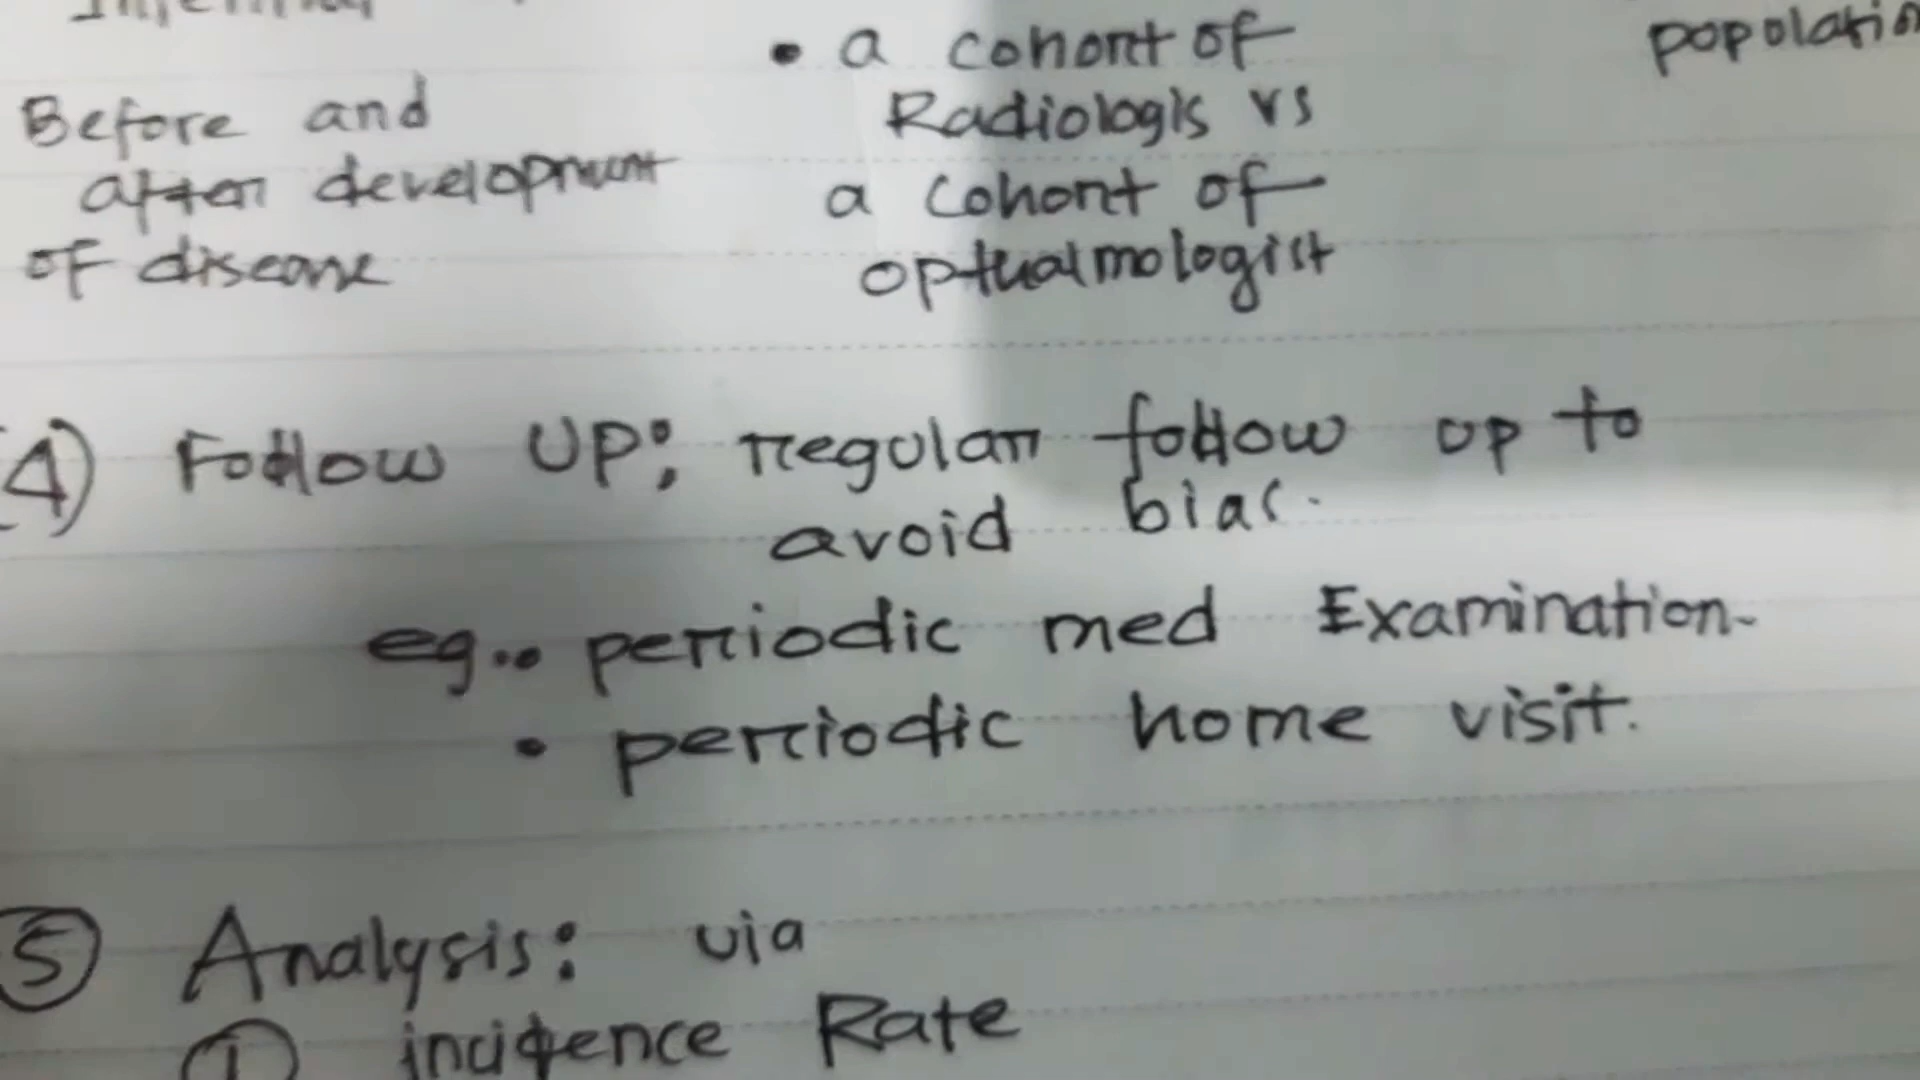 Before and
after development
of disease
• a cohort of
Radiologis vs
a cohort of
opthalmologist
population
(4) Follow UP: regular follow up to
avoid bias.
eg.. periodic med Examination.
• periodic home visit.
(5) Analysis: via
(1) incidence Rate